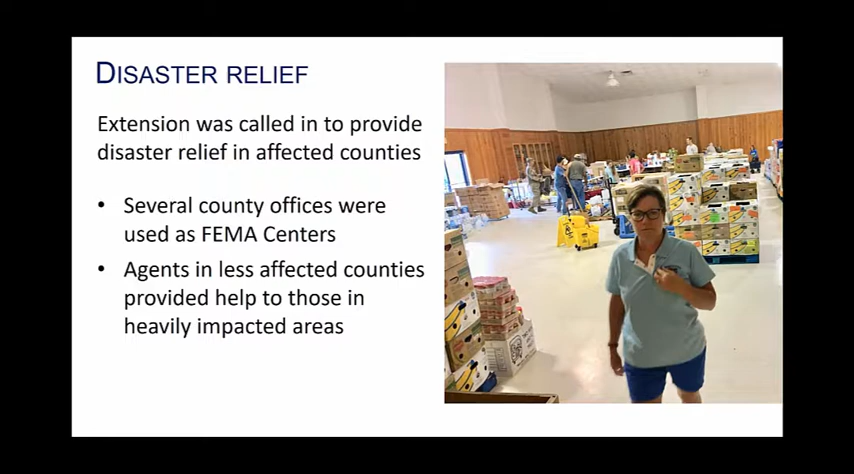 DISASTER RELIEF
Extension was called in to provide
disaster relief in affected counties
• Several county offices were
used as FEMA Centers
• Agents in less affected counties
provided help to those in
heavily impacted areas